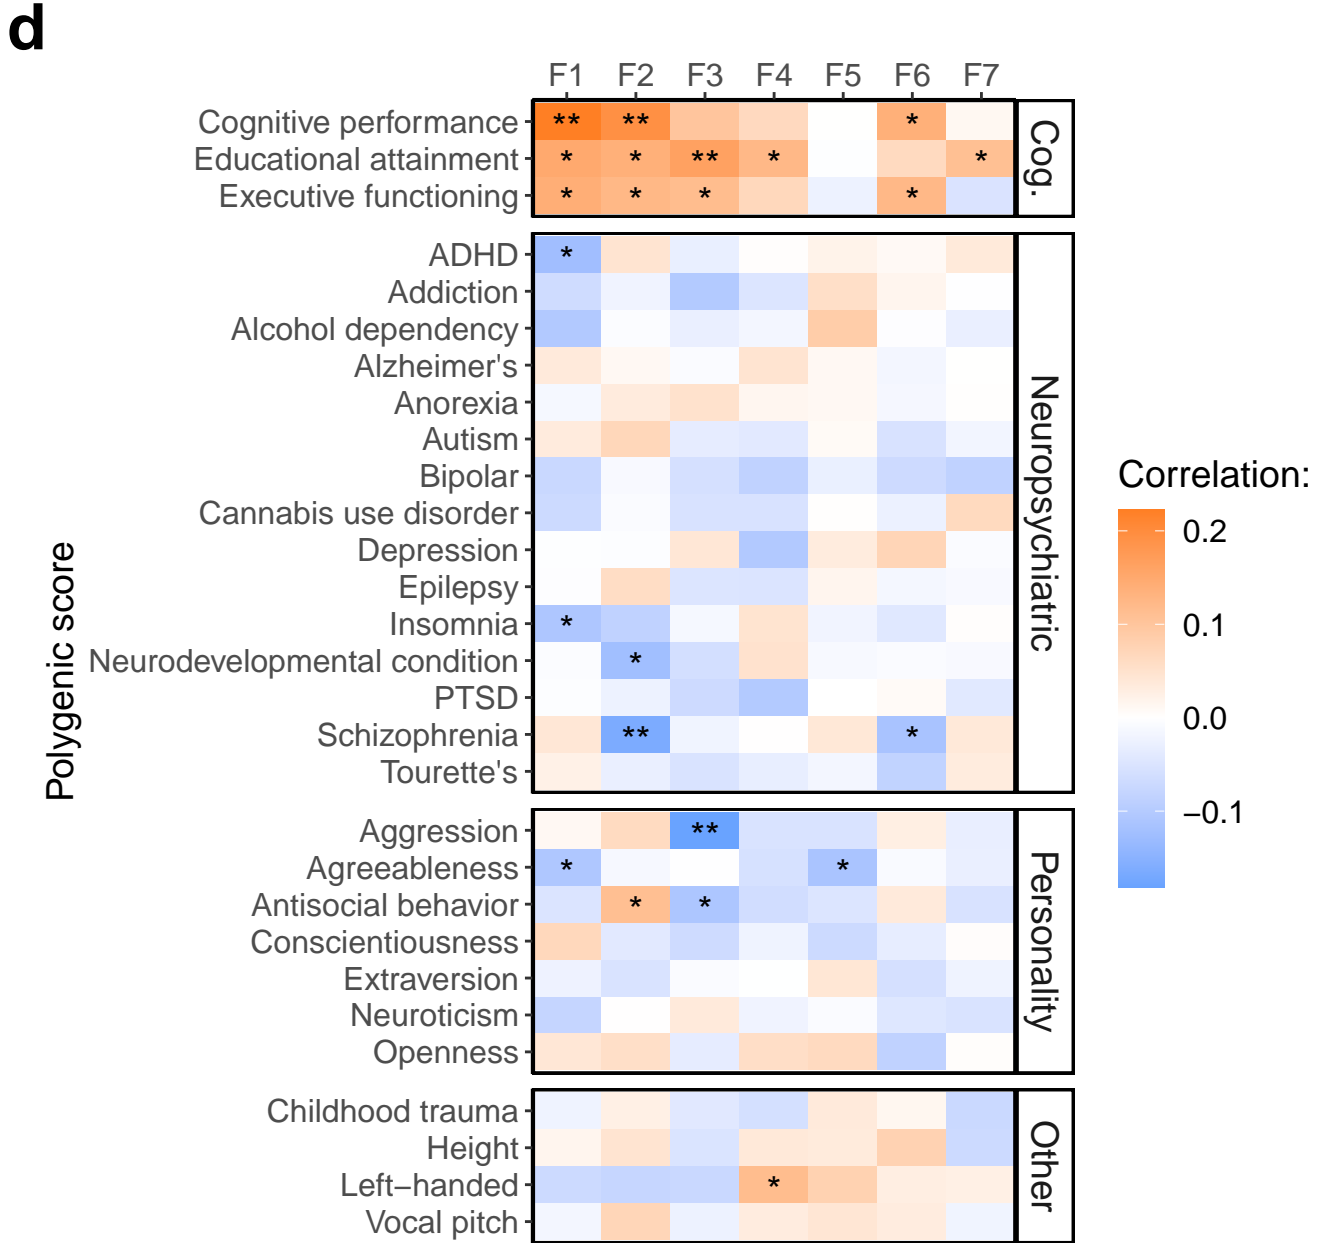 d
F1 F2 F3 F4 F5 F6 F7
Cognitive performance ** ** *
Educational attainment * * ** * *
Executive functioning * * * *
Cog.
ADHD *
Addiction
Alcohol dependency
Alzheimer's
Anorexia
Autism
Bipolar
Cannabis use disorder
Depression
Epilepsy
Insomnia *
Neurodevelopmental condition *
PTSD
Schizophrenia ** *
Tourette's
Neuropsychiatric
Aggression **
Agreeableness * *
Antisocial behavior * *
Conscientiousness
Extraversion
Neuroticism
Openness
Personality
Childhood trauma
Height
Left−handed *
Vocal pitch
Other
Polygenic score
Correlation:
0.2
0.1
0.0
−0.1